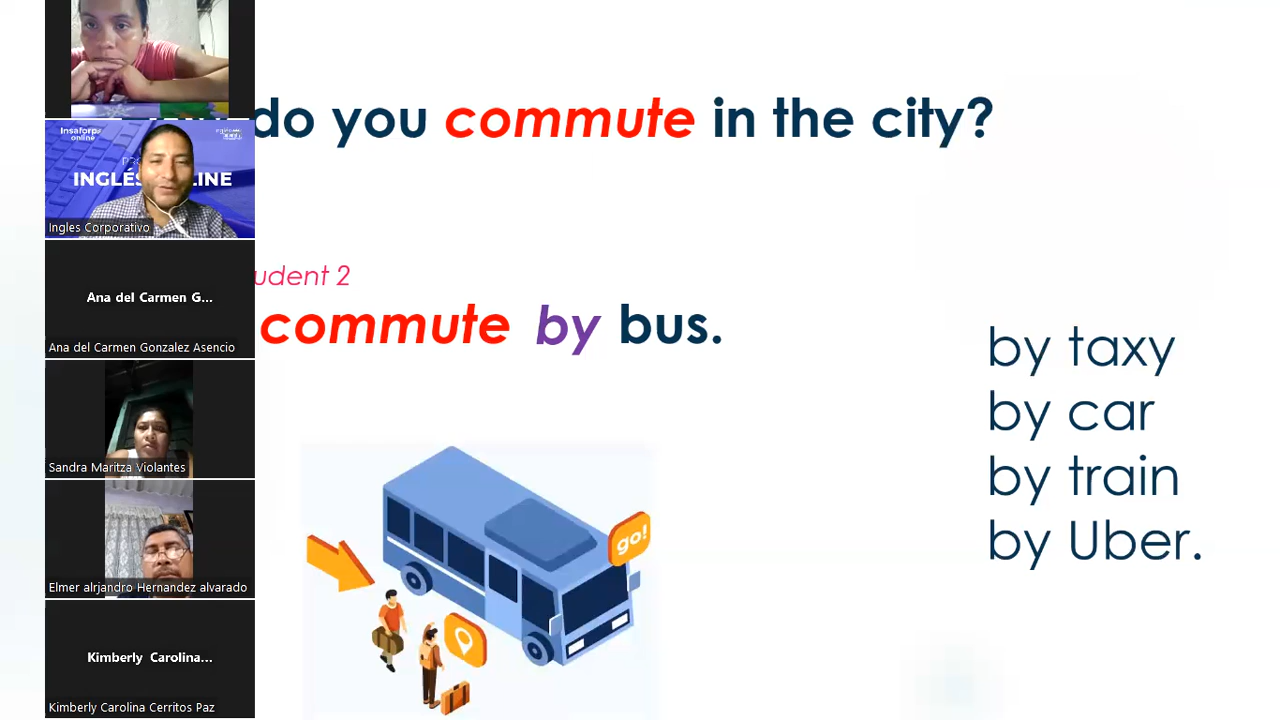 do you commute in the city?
Insaforp
online
INGLÉS
LINE
Ingles Corporativo
Ana del Carmen G...
Ana del Carmen Gonzalez Asencio
udent 2
commute by bus.
by taxy
by car
by train
by Uber.
Sandra Maritza Violantes
Elmer alrjandro Hernandez alvarado
go!
Kimberly Carolina...
Kimberly Carolina Cerritos Paz